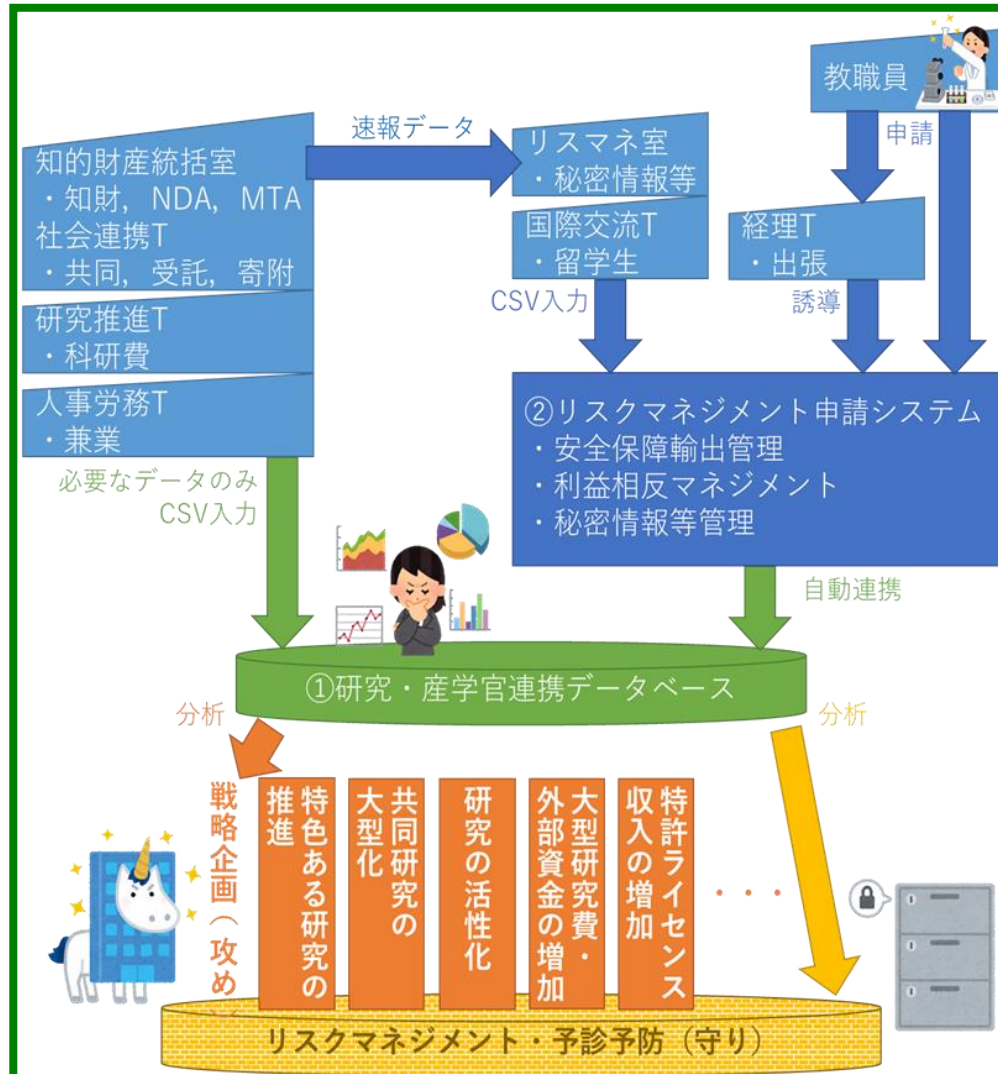 教職員
申請
速報データ
知的財産統括室
・知財，NDA，MTA
社会連携T
・共同，受託，寄附
研究推進T
・科研費
人事労務T
・兼業
必要なデータのみ
CSV入力
リスマネ室
・秘密情報等
国際交流T
・留学生
CSV入力
経理T
・出張
誘導
②リスクマネジメント申請システム
・安全保障輸出管理
・利益相反マネジメント
・秘密情報等管理
自動連携
①研究・産学官連携データベース
分析
分析
戦略企画（攻め）
特色ある研究の
推進
共同研究の
大型化
研究の活性化
大型研究費・
外部資金の増加
特許ライセンス
収入の増加
・・・
リスクマネジメント・予診予防（守り）